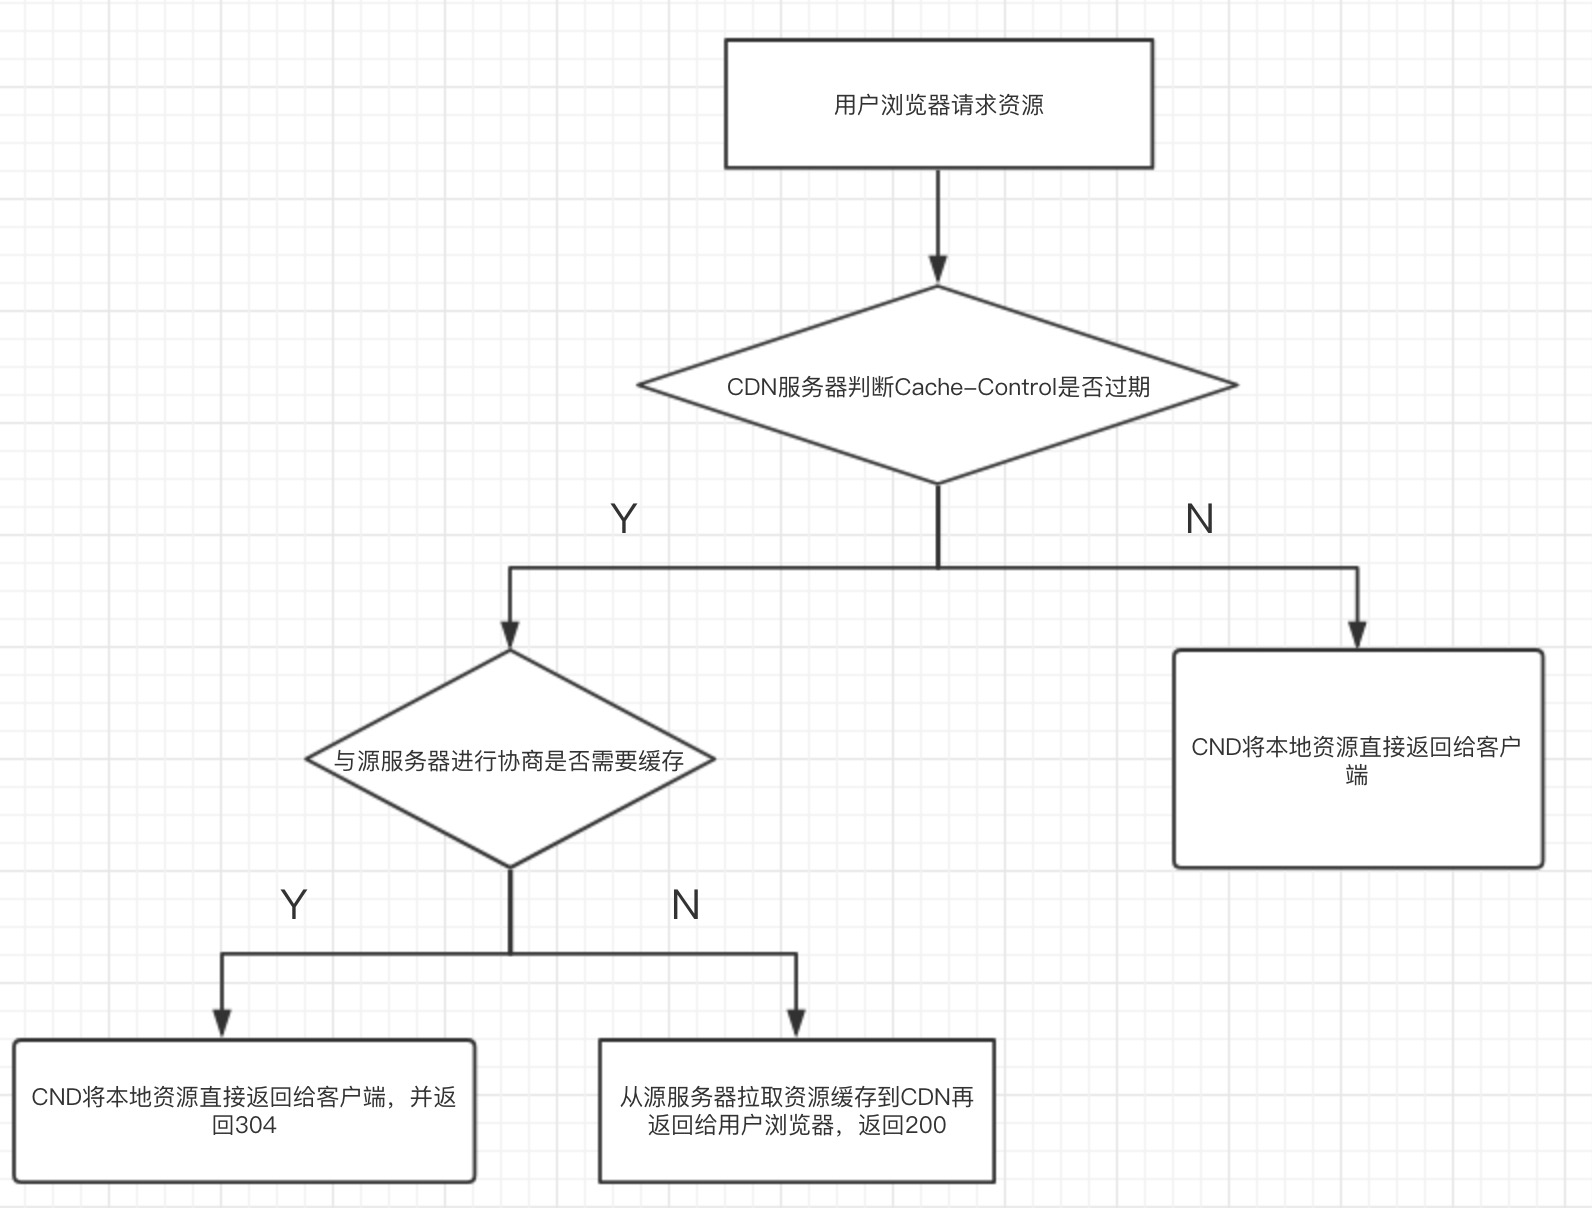 用户浏览器请求资源
CDN服务器判断Cache-Control是否过期
Y
N
与源服务器进行协商是否需要缓存
CND将本地资源直接返回给客户
端
Y
N
CND将本地资源直接返回给客户端，并返
回304
从源服务器拉取资源缓存到CDN再
返回给用户浏览器，返回200